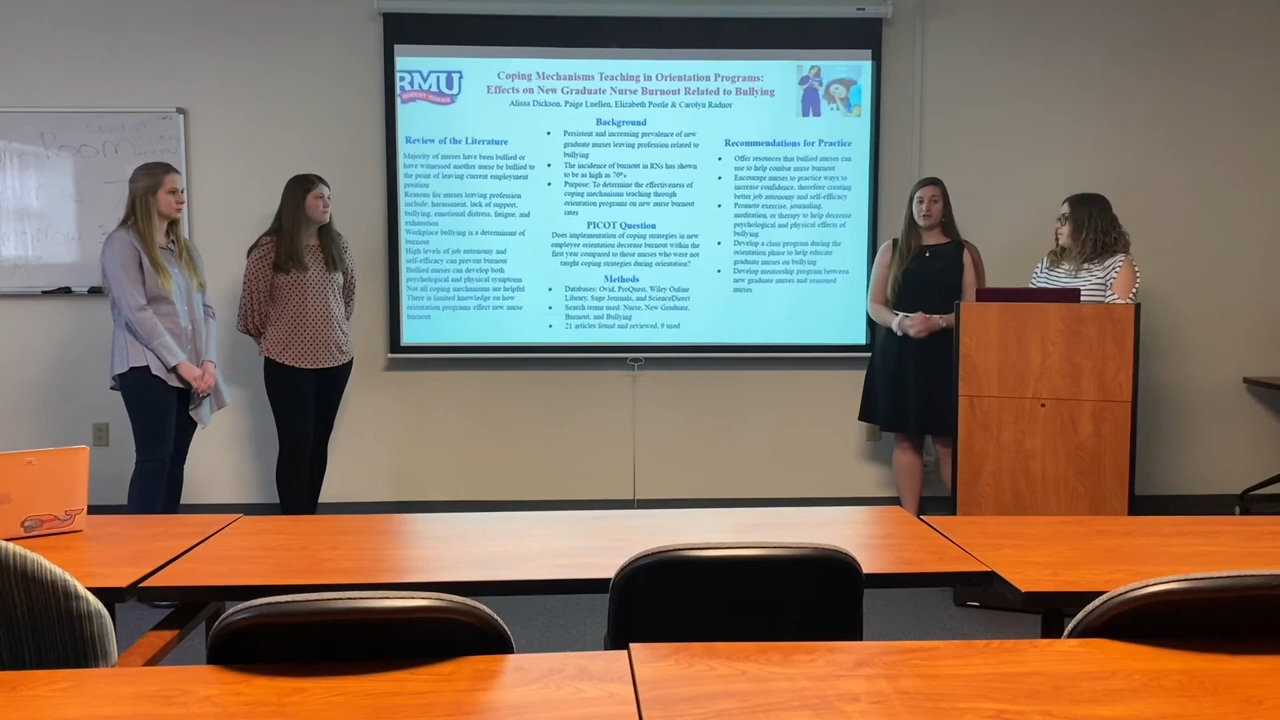 Room
RMU
ROBERT MORRIS
Coping Mechanisms Teaching in Orientation Programs:
Effects on New Graduate Nurse Burnout Related to Bullying
Alissa Dickson, Paige Luellen, Elizabeth Postle & Carolyn Radnor
Review of the Literature
Majority of nurses have been bullied or
have witnessed another nurse be bullied to
the point of leaving current employment
position
Reasons for nurses leaving profession
include: harassment, lack of support,
bullying, emotional distress, fatigue, and
exhaustion
Workplace bullying is a determinant of
burnout
High levels of job autonomy and
self-efficacy can prevent burnout
Bullied nurses can develop both
psychological and physical symptoms
Not all coping mechanisms are helpful
There is limited knowledge on how
orientation programs effect new nurse
burnout
Background
• Persistent and increasing prevalence of new
graduate nurses leaving profession related to
bullying
• The incidence of burnout in RNs has shown
to be as high as 70%
• Purpose: To determine the effectiveness of
coping mechanisms teaching through
orientation programs on new nurse burnout
rates
PICOT Question
Does implementation of coping strategies in new
employee orientation decrease burnout within the
first year compared to those nurses who were not
taught coping strategies during orientation?
Methods
• Databases: Ovid, ProQuest, Wiley Online
Library, Sage Journals, and ScienceDirect
• Search terms used: Nurse, New Graduate,
Burnout, and Bullying
• 21 articles found and reviewed, 9 used
Recommendations for Practice
• Offer resources that bullied nurses can
use to help combat nurse burnout
• Encourage nurses to practice ways to
increase confidence, therefore creating
better job autonomy and self-efficacy
• Promote exercise, journaling,
meditation, or therapy to help decrease
psychological and physical effects of
bullying
• Develop a class program during the
orientation phase to help educate
graduate nurses on bullying
• Develop mentorship program between
new graduate nurses and seasoned
nurses